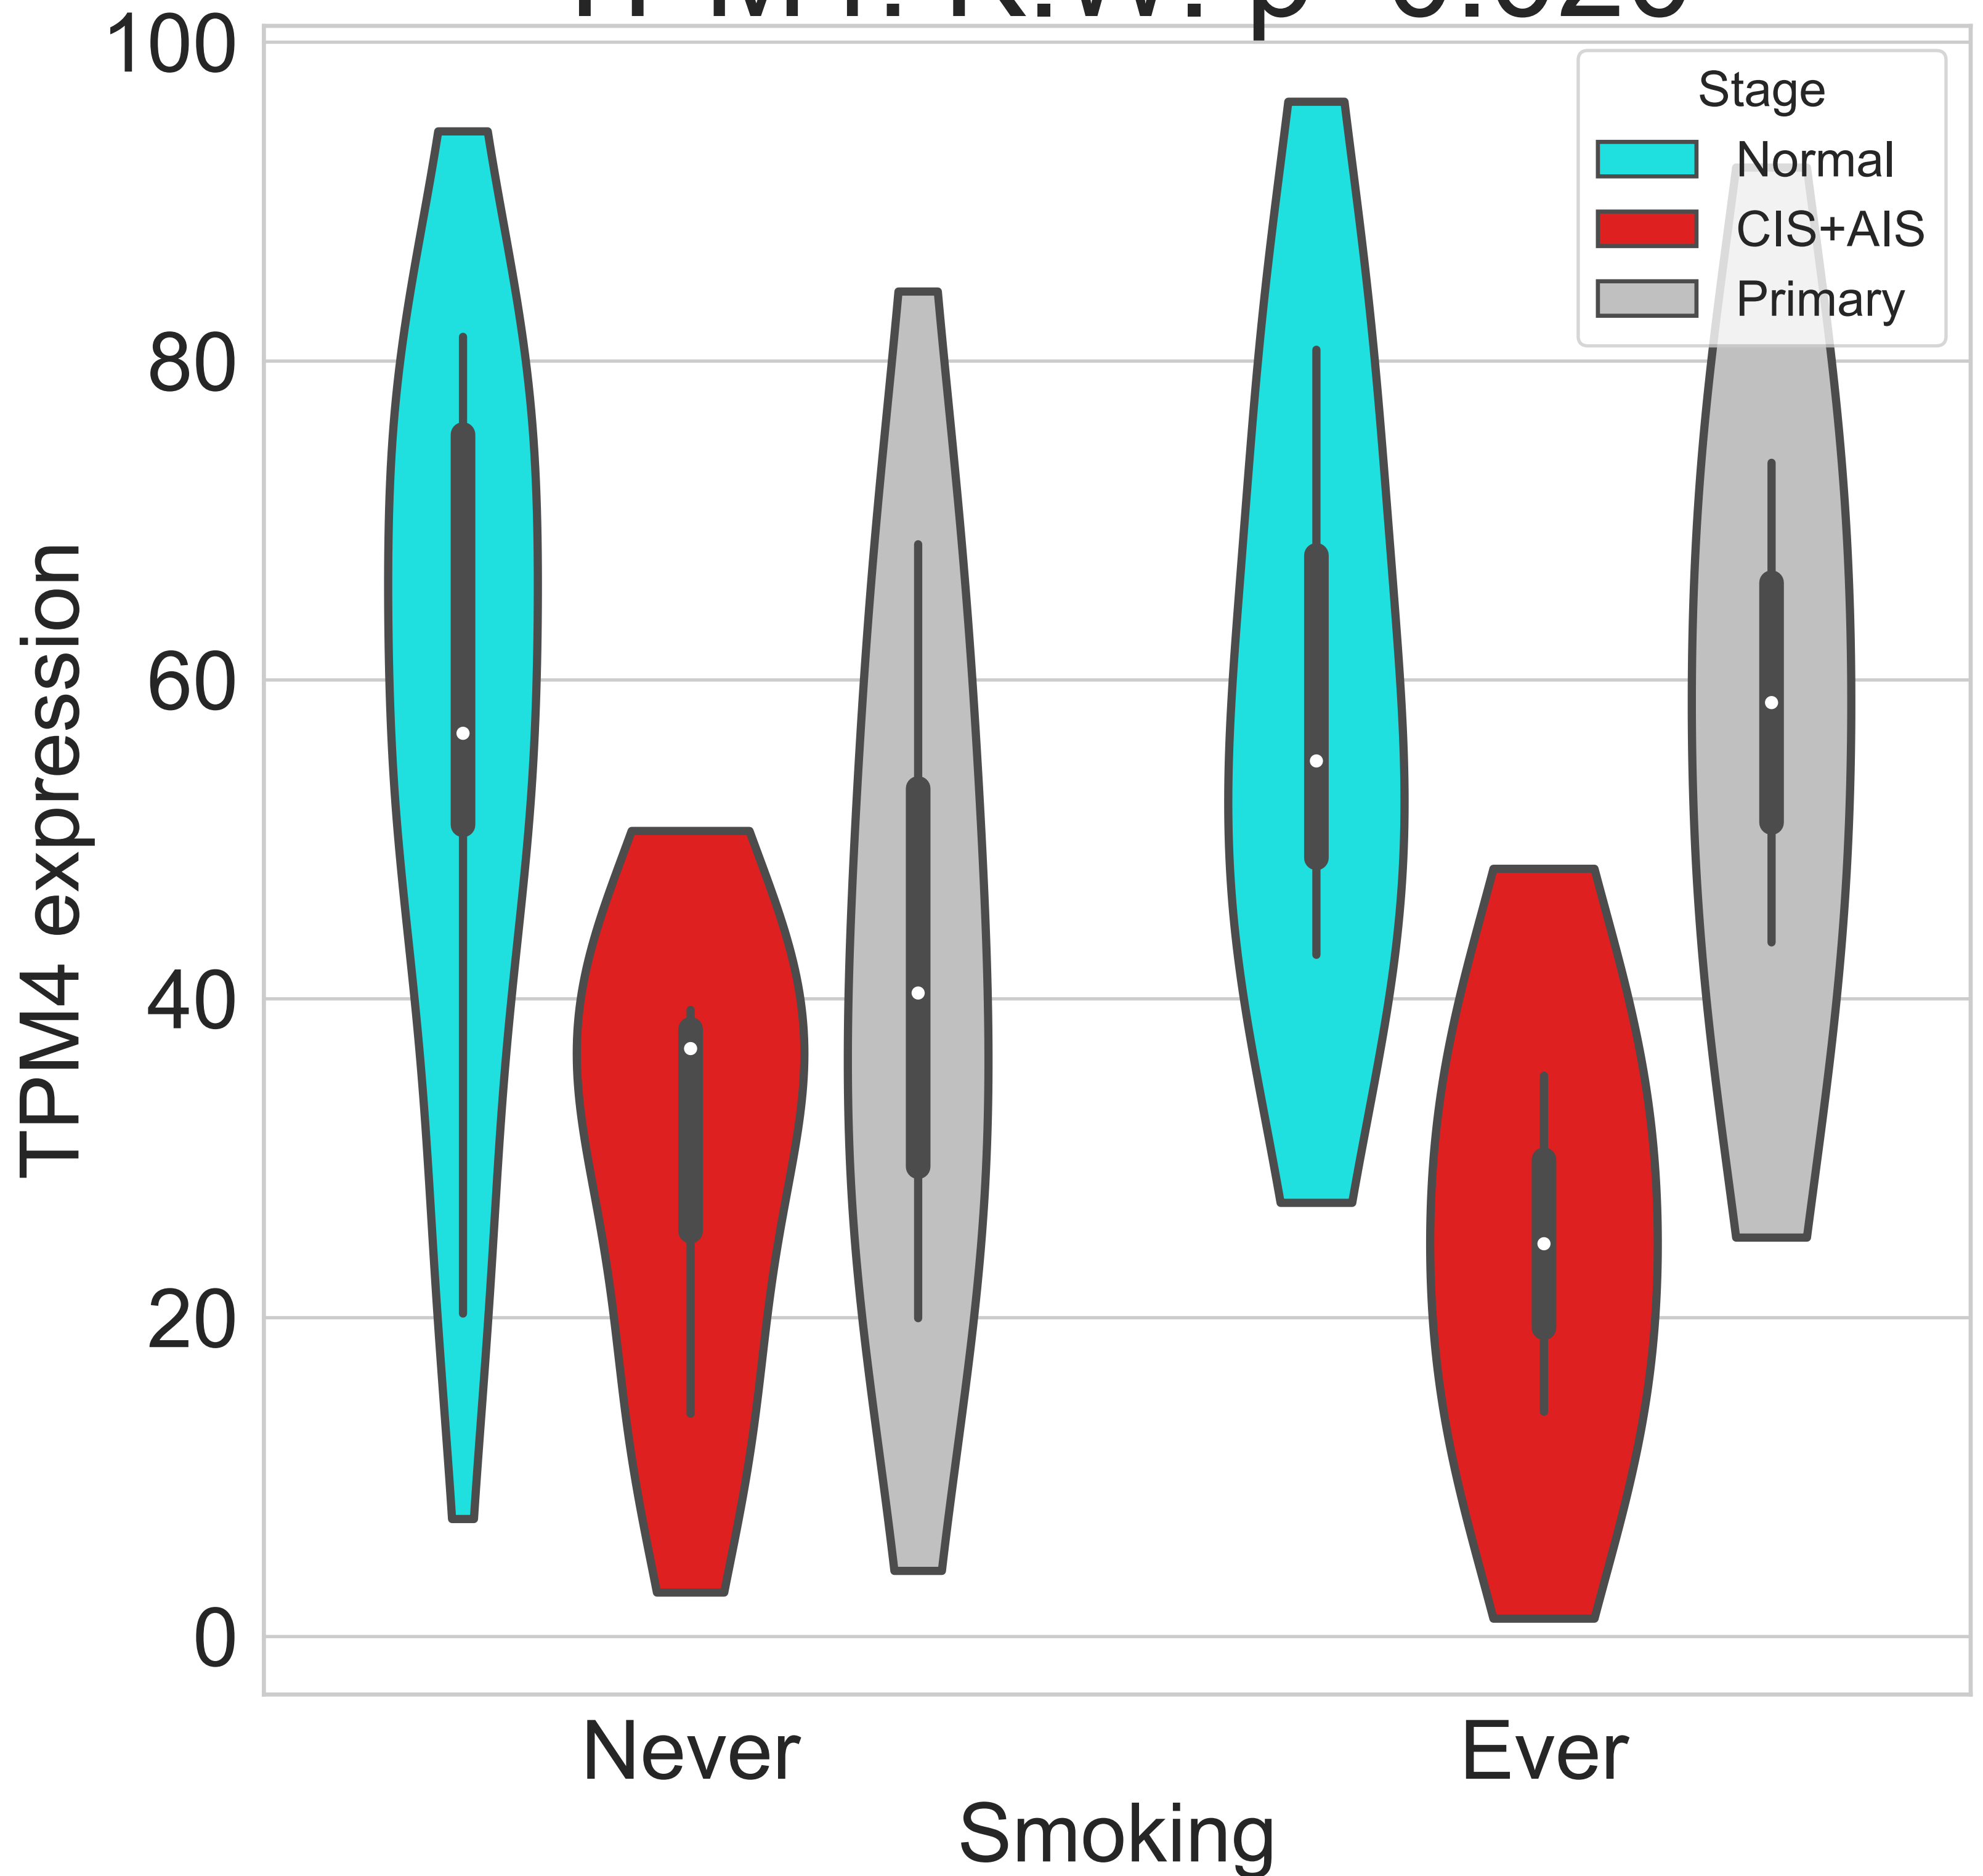 100
80
60
40
20
0
TPM4 expression
Stage
Normal
CIS+AIS
Primary
Never
Ever
Smoking